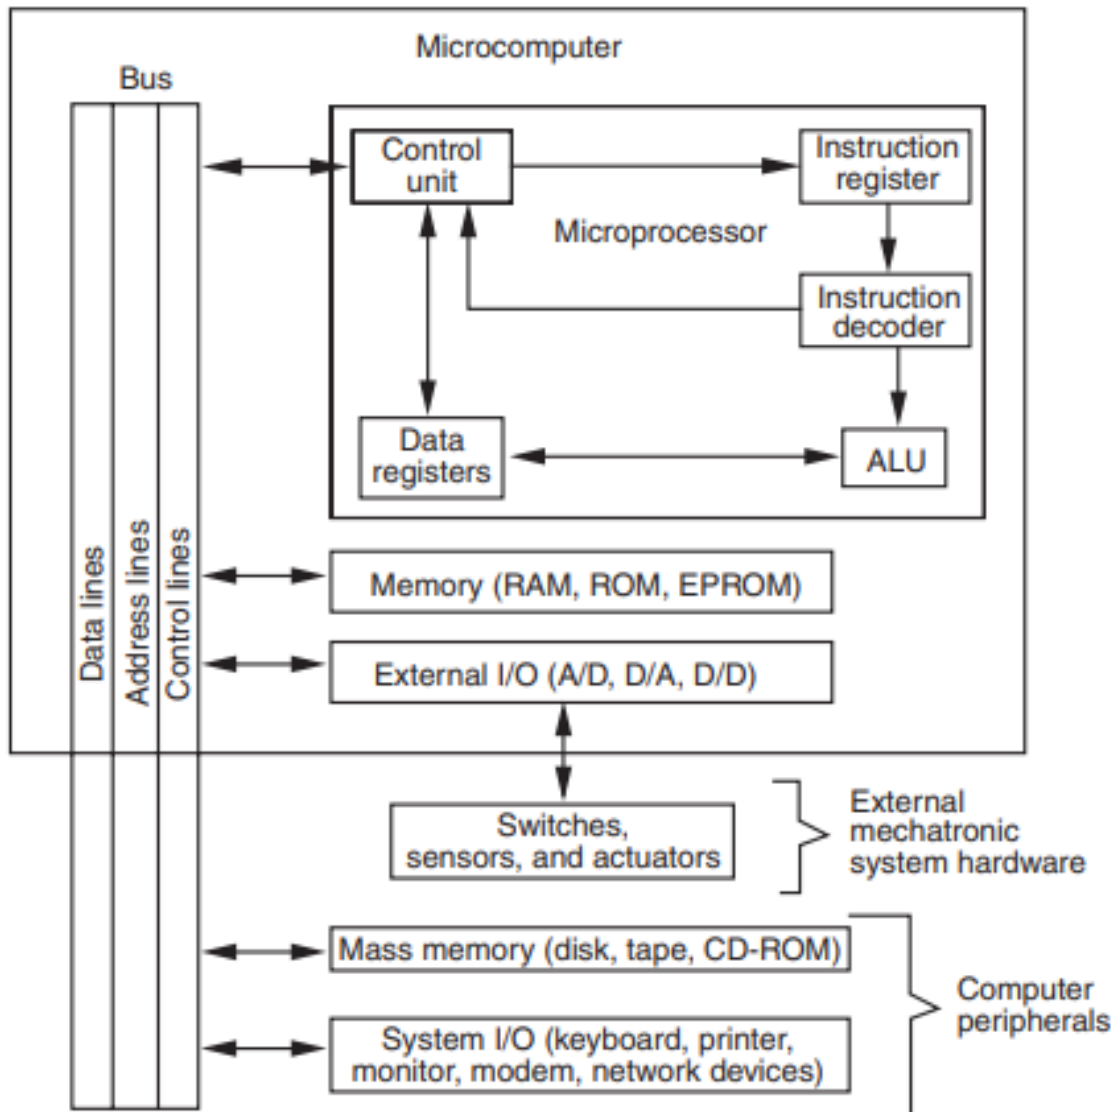 Microcomputer
Bus
Control
unit
Instruction
register
Microprocessor
Instruction
decoder
Data
registers
ALU
Data lines
Address lines
Control lines
Memory (RAM, ROM, EPROM)
External I/O (A/D, D/A, D/D)
Switches,
sensors, and actuators
External
mechatronic
system hardware
Mass memory (disk, tape, CD-ROM)
Computer
peripherals
System I/O (keyboard, printer,
monitor, modem, network devices)